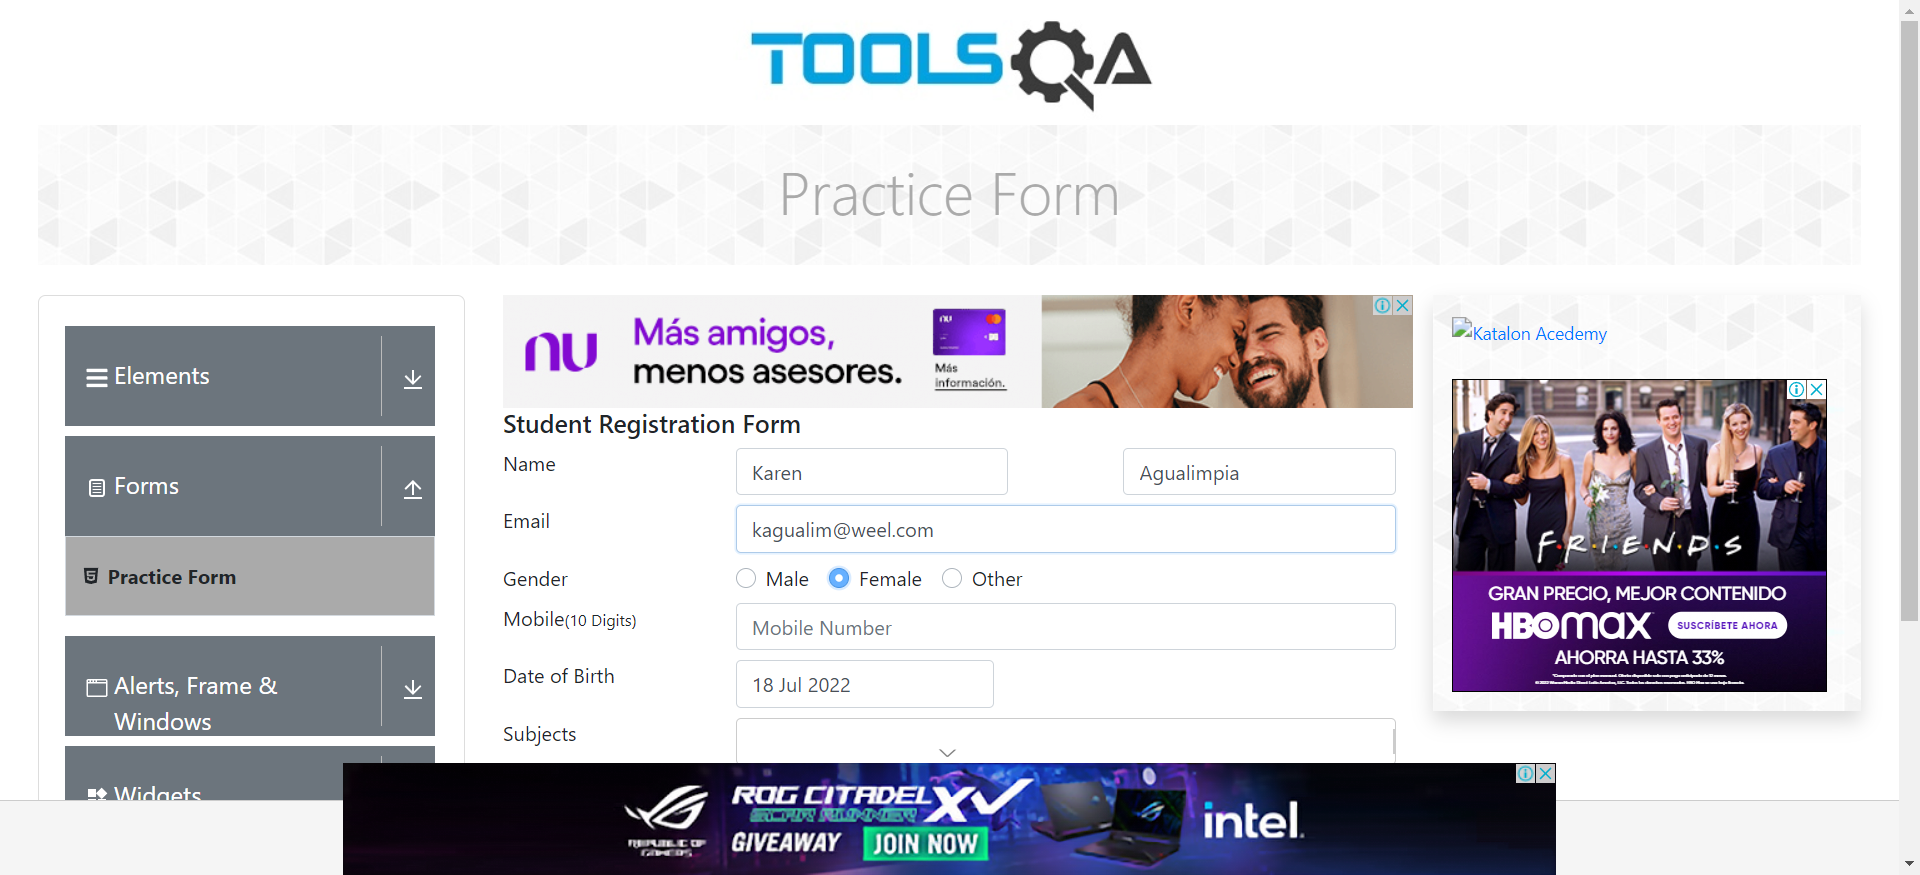 TOOLSQA
Practice Form
Elements
Forms
Practice Form
Alerts, Frame &
Windows
Widgets
nu
Más amigos,
menos asesores.
nu
Más
información.
Student Registration Form
Name
Karen
Agualimpia
Email
kagualim@weel.com
Gender
Male
Female
Other
Mobile(10 Digits)
Mobile Number
Date of Birth
18 Jul 2022
Subjects
Katalon Acedemy
F·R·I·E·N·D·S
GRAN PRECIO, MEJOR CONTENIDO
HBOMAX
SUSCRÍBETE AHORA
AHORRA HASTA 33%
REPUBLIC OF
GAMERS
ROG CITADEL XV
GIVEAWAY
JOIN NOW
intel.